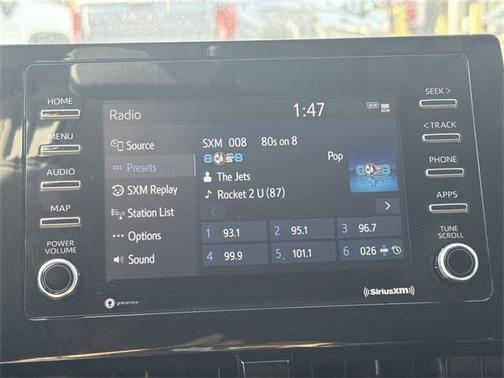 HOME
MENU
AUDIO
MAP
POWER
VOLUME
Radio
1:47
DCM
Source
Presets
SXM Replay
Station List
Options
Sound
SXM 008 80s on 8
Pop
The Jets
Rocket 2 U (87)
<
>
1 93.1
2 95.1
3 96.7
4 99.9
5 101.1
6 026
gracenote
((SiriusXM))
SEEK >
< TRACK
PHONE
APPS
TUNE
SCROLL